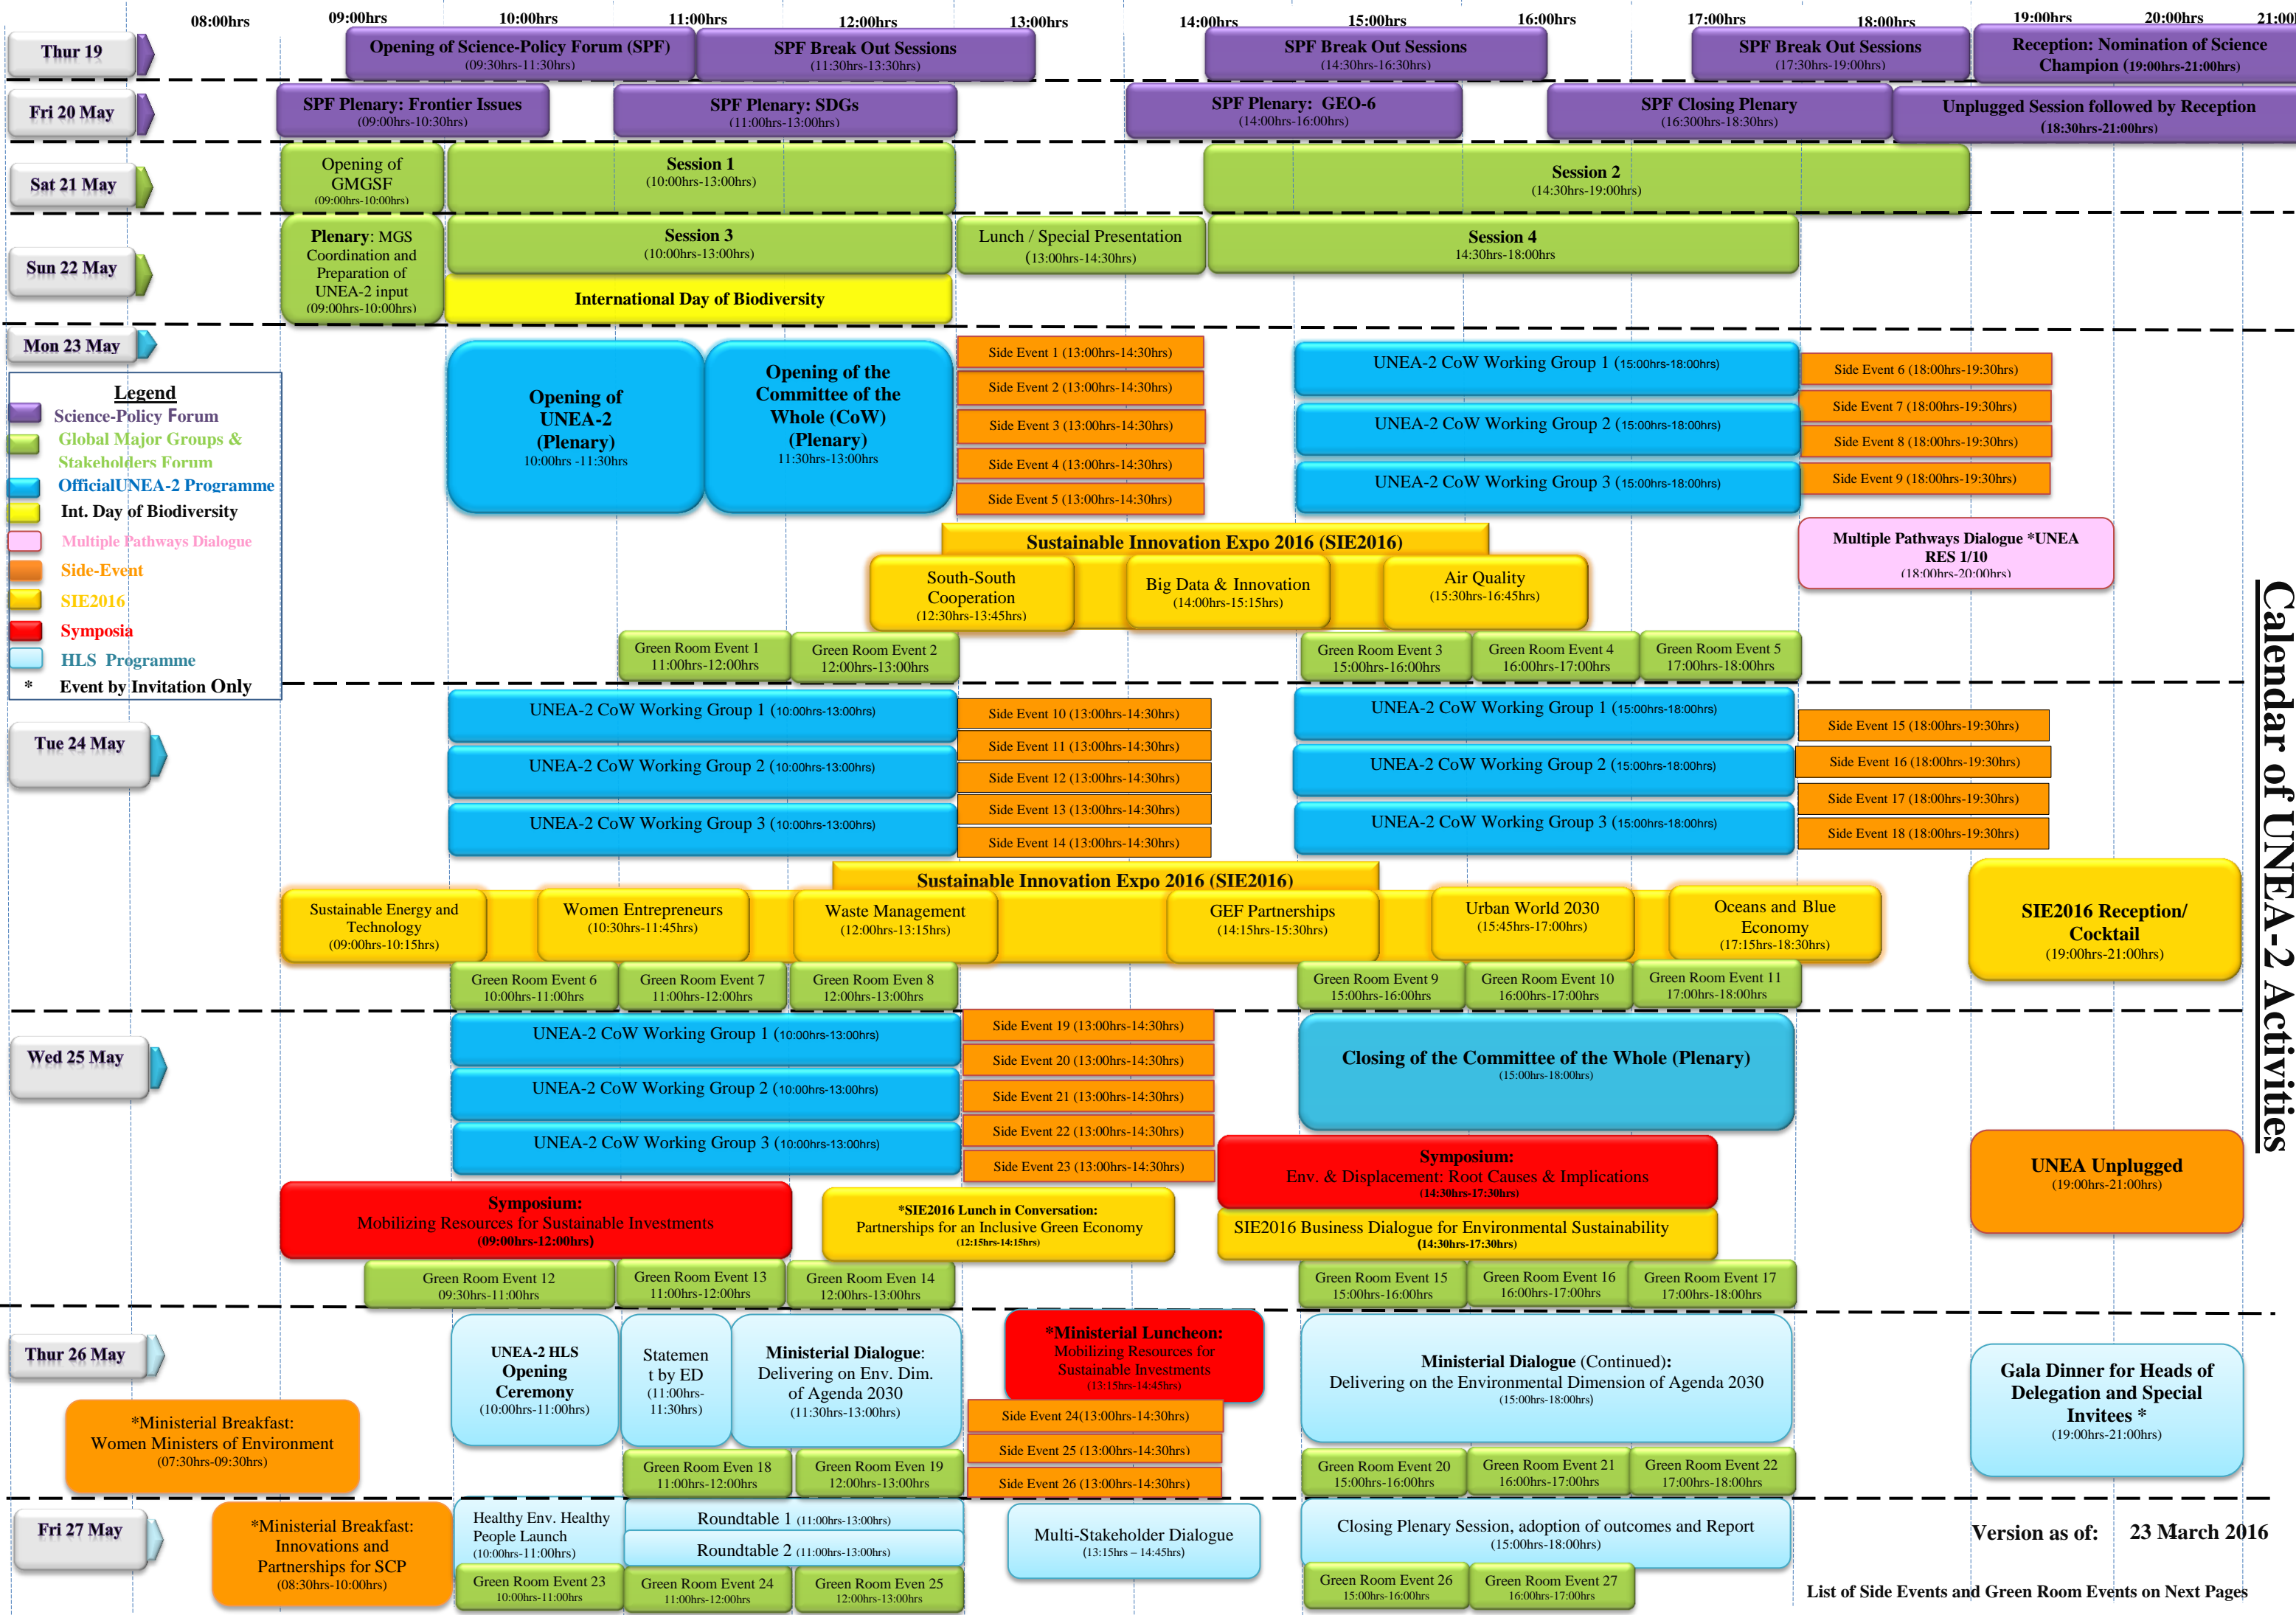 08:00hrs 09:00hrs 10:00hrs 11:00hrs 12:00hrs 13:00hrs 14:00hrs 15:00hrs 16:00hrs 17:00hrs 18:00hrs 19:00hrs 20:00hrs 21:00
Thur 19
Opening of Science-Policy Forum (SPF)
(09:30hrs-11:30hrs)
SPF Break Out Sessions
(11:30hrs-13:30hrs)
SPF Break Out Sessions
(14:30hrs-16:30hrs)
SPF Break Out Sessions
(17:30hrs-19:00hrs)
Reception: Nomination of Science
Champion (19:00hrs-21:00hrs)
Fri 20 May
SPF Plenary: Frontier Issues
(09:00hrs-10:30hrs)
SPF Plenary: SDGs
(11:00hrs-13:00hrs)
SPF Plenary: GEO-6
(14:00hrs-16:00hrs)
SPF Closing Plenary
(16:300hrs-18:30hrs)
Unplugged Session followed by Reception
(18:30hrs-21:00hrs)
Sat 21 May
Opening of
GMGSF
(09:00hrs-10:00hrs)
Session 1
(10:00hrs-13:00hrs)
Session 2
(14:30hrs-19:00hrs)
Sun 22 May
Plenary: MGS
Coordination and
Preparation of
UNEA-2 input
(09:00hrs-10:00hrs)
Session 3
(10:00hrs-13:00hrs)
Lunch / Special Presentation
(13:00hrs-14:30hrs)
Session 4
14:30hrs-18:00hrs
International Day of Biodiversity
Mon 23 May
Legend
Science-Policy Forum
Global Major Groups &
Stakeholders Forum
OfficialUNEA-2 Programme
Int. Day of Biodiversity
Multiple Pathways Dialogue
Side-Event
SIE2016
Symposia
HLS Programme
* Event by Invitation Only
Opening of
UNEA-2
(Plenary)
10:00hrs -11:30hrs
Opening of the
Committee of the
Whole (CoW)
(Plenary)
11:30hrs-13:00hrs
Side Event 1 (13:00hrs-14:30hrs)
Side Event 2 (13:00hrs-14:30hrs)
Side Event 3 (13:00hrs-14:30hrs)
Side Event 4 (13:00hrs-14:30hrs)
Side Event 5 (13:00hrs-14:30hrs)
UNEA-2 CoW Working Group 1 (15:00hrs-18:00hrs)
UNEA-2 CoW Working Group 2 (15:00hrs-18:00hrs)
UNEA-2 CoW Working Group 3 (15:00hrs-18:00hrs)
Side Event 6 (18:00hrs-19:30hrs)
Side Event 7 (18:00hrs-19:30hrs)
Side Event 8 (18:00hrs-19:30hrs)
Side Event 9 (18:00hrs-19:30hrs)
Multiple Pathways Dialogue *UNEA
RES 1/10
(18:00hrs-20:00hrs)
Sustainable Innovation Expo 2016 (SIE2016)
South-South
Cooperation
(12:30hrs-13:45hrs)
Big Data & Innovation
(14:00hrs-15:15hrs)
Air Quality
(15:30hrs-16:45hrs)
Green Room Event 1
11:00hrs-12:00hrs
Green Room Event 2
12:00hrs-13:00hrs
Green Room Event 3
15:00hrs-16:00hrs
Green Room Event 4
16:00hrs-17:00hrs
Green Room Event 5
17:00hrs-18:00hrs
Calendar of UNEA-2 Activities
Tue 24 May
UNEA-2 CoW Working Group 1 (10:00hrs-13:00hrs)
UNEA-2 CoW Working Group 2 (10:00hrs-13:00hrs)
UNEA-2 CoW Working Group 3 (10:00hrs-13:00hrs)
Side Event 10 (13:00hrs-14:30hrs)
Side Event 11 (13:00hrs-14:30hrs)
Side Event 12 (13:00hrs-14:30hrs)
Side Event 13 (13:00hrs-14:30hrs)
Side Event 14 (13:00hrs-14:30hrs)
UNEA-2 CoW Working Group 1 (15:00hrs-18:00hrs)
UNEA-2 CoW Working Group 2 (15:00hrs-18:00hrs)
UNEA-2 CoW Working Group 3 (15:00hrs-18:00hrs)
Side Event 15 (18:00hrs-19:30hrs)
Side Event 16 (18:00hrs-19:30hrs)
Side Event 17 (18:00hrs-19:30hrs)
Side Event 18 (18:00hrs-19:30hrs)
Sustainable Innovation Expo 2016 (SIE2016)
Sustainable Energy and
Technology
(09:00hrs-10:15hrs)
Women Entrepreneurs
(10:30hrs-11:45hrs)
Waste Management
(12:00hrs-13:15hrs)
GEF Partnerships
(14:15hrs-15:30hrs)
Urban World 2030
(15:45hrs-17:00hrs)
Oceans and Blue
Economy
(17:15hrs-18:30hrs)
SIE2016 Reception/
Cocktail
(19:00hrs-21:00hrs)
Green Room Event 6
10:00hrs-11:00hrs
Green Room Event 7
11:00hrs-12:00hrs
Green Room Even 8
12:00hrs-13:00hrs
Green Room Event 9
15:00hrs-16:00hrs
Green Room Event 10
16:00hrs-17:00hrs
Green Room Event 11
17:00hrs-18:00hrs
Wed 25 May
UNEA-2 CoW Working Group 1 (10:00hrs-13:00hrs)
UNEA-2 CoW Working Group 2 (10:00hrs-13:00hrs)
UNEA-2 CoW Working Group 3 (10:00hrs-13:00hrs)
Side Event 19 (13:00hrs-14:30hrs)
Side Event 20 (13:00hrs-14:30hrs)
Side Event 21 (13:00hrs-14:30hrs)
Side Event 22 (13:00hrs-14:30hrs)
Side Event 23 (13:00hrs-14:30hrs)
Closing of the Committee of the Whole (Plenary)
(15:00hrs-18:00hrs)
Symposium:
Env. & Displacement: Root Causes & Implications
(14:30hrs-17:30hrs)
UNEA Unplugged
(19:00hrs-21:00hrs)
Symposium:
Mobilizing Resources for Sustainable Investments
(09:00hrs-12:00hrs)
*SIE2016 Lunch in Conversation:
Partnerships for an Inclusive Green Economy
(12:15hrs-14:15hrs)
SIE2016 Business Dialogue for Environmental Sustainability
(14:30hrs-17:30hrs)
Green Room Event 12
09:30hrs-11:00hrs
Green Room Event 13
11:00hrs-12:00hrs
Green Room Even 14
12:00hrs-13:00hrs
Green Room Event 15
15:00hrs-16:00hrs
Green Room Event 16
16:00hrs-17:00hrs
Green Room Event 17
17:00hrs-18:00hrs
Thur 26 May
*Ministerial Breakfast:
Women Ministers of Environment
(07:30hrs-09:30hrs)
UNEA-2 HLS
Opening
Ceremony
(10:00hrs-11:00hrs)
Statemen
t by ED
(11:00hrs-
11:30hrs)
Ministerial Dialogue:
Delivering on Env. Dim.
of Agenda 2030
(11:30hrs-13:00hrs)
*Ministerial Luncheon:
Mobilizing Resources for
Sustainable Investments
(13:15hrs-14:45hrs)
Side Event 24(13:00hrs-14:30hrs)
Side Event 25 (13:00hrs-14:30hrs)
Side Event 26 (13:00hrs-14:30hrs)
Ministerial Dialogue (Continued):
Delivering on the Environmental Dimension of Agenda 2030
(15:00hrs-18:00hrs)
Gala Dinner for Heads of
Delegation and Special
Invitees *
(19:00hrs-21:00hrs)
Green Room Even 18
11:00hrs-12:00hrs
Green Room Event 19
12:00hrs-13:00hrs
Green Room Event 20
15:00hrs-16:00hrs
Green Room Event 21
16:00hrs-17:00hrs
Green Room Event 22
17:00hrs-18:00hrs
Fri 27 May
*Ministerial Breakfast:
Innovations and
Partnerships for SCP
(08:30hrs-10:00hrs)
Healthy Env. Healthy
People Launch
(10:00hrs-11:00hrs)
Roundtable 1 (11:00hrs-13:00hrs)
Roundtable 2 (11:00hrs-13:00hrs)
Multi-Stakeholder Dialogue
(13:15hrs – 14:45hrs)
Closing Plenary Session, adoption of outcomes and Report
(15:00hrs-18:00hrs)
Green Room Event 23
10:00hrs-11:00hrs
Green Room Event 24
11:00hrs-12:00hrs
Green Room Even 25
12:00hrs-13:00hrs
Green Room Event 26
15:00hrs-16:00hrs
Green Room Event 27
16:00hrs-17:00hrs
Version as of: 23 March 2016
List of Side Events and Green Room Events on Next Pages